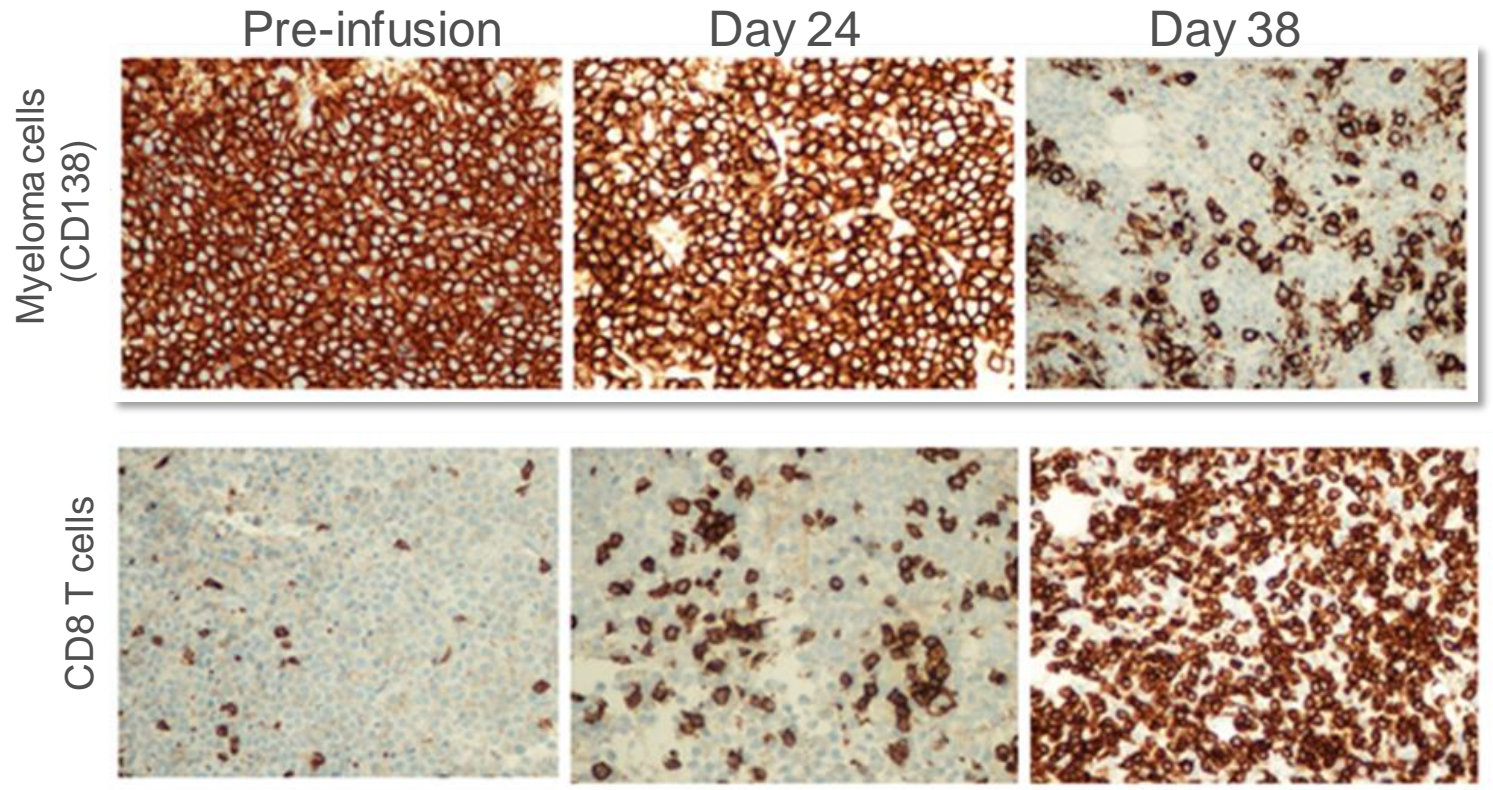 Pre-infusion
Day 24
Day 38
Myeloma cells
(CD138)
CD8 T cells